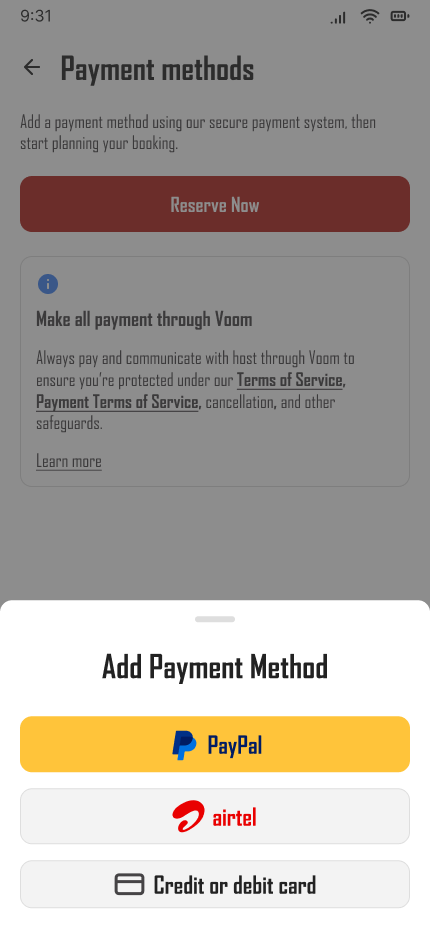 9:31
Payment methods
Add a payment method using our secure payment system, then
start planning your booking.
Reserve Now
Make all payment through Voom
Always pay and communicate with host through Voom to
ensure you're protected under our Terms of Service,
Payment Terms of Service, cancellation, and other
safeguards.
Learn more
Add Payment Method
PayPal
airtel
Credit or debit card